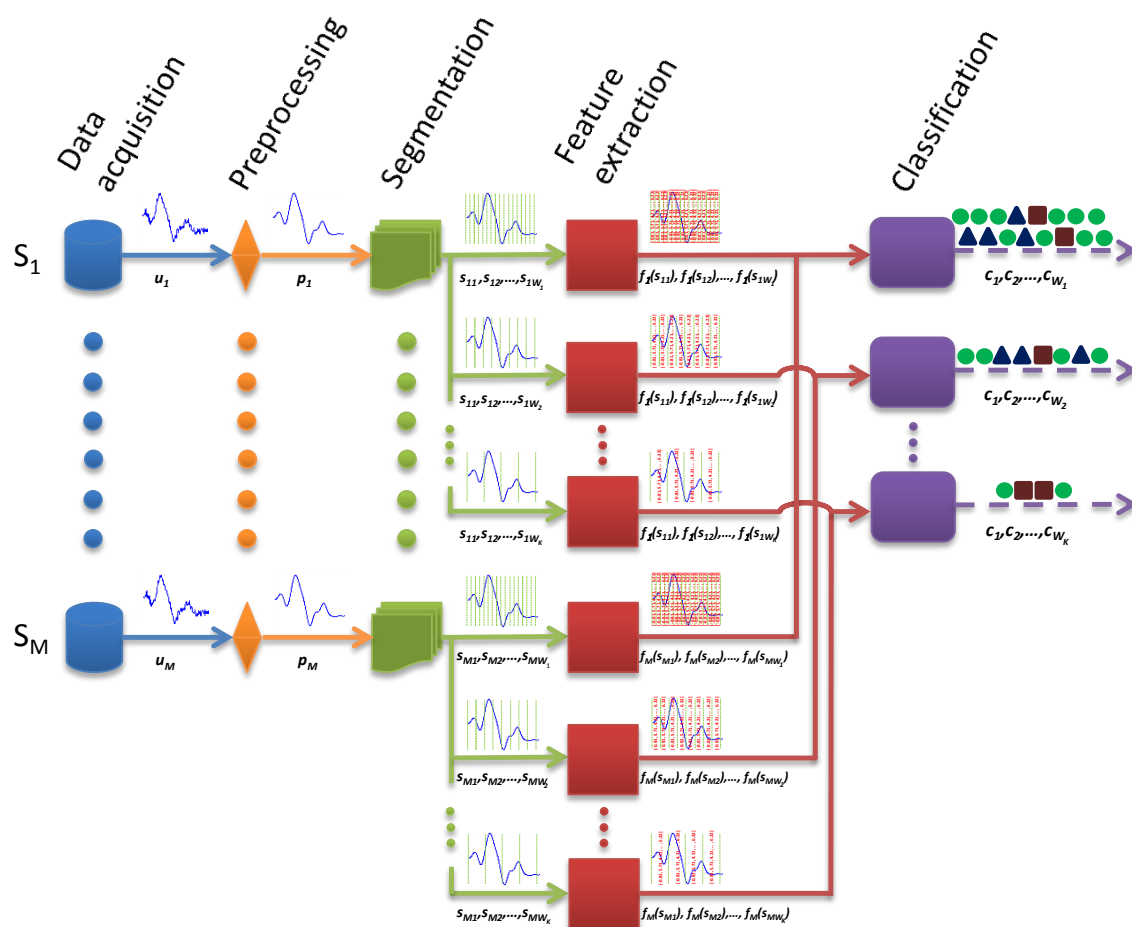 Data acquisition
Preprocessing
Segmentation
Feature extraction
Classification
S1
u1
p1
s11,s12,...,s1W1
f1(s11), f1(s12),..., f1(s1W1)
c1,c2,...,cW1
s11,s12,...,s1W2
f1(s11), f1(s12),..., f1(s1W2)
c1,c2,...,cW2
s11,s12,...,s1WK
f1(s11), f1(s12),..., f1(s1WK)
c1,c2,...,cWK
SM
uM
pM
sM1,sM2,...,sMW1
fM(sM1), fM(sM2),..., fM(sMW1)
sM1,sM2,...,sMW2
fM(sM1), fM(sM2),..., fM(sMW2)
sM1,sM2,...,sMWK
fM(sM1), fM(sM2),..., fM(sMWK)